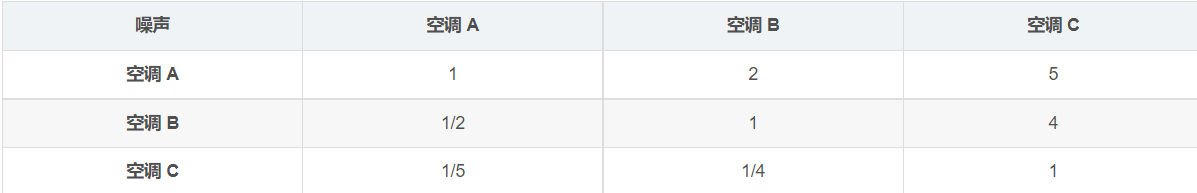 噪声 空调 A 空调 B 空调 C
空调 A 1 2 5
空调 B 1/2 1 4
空调 C 1/5 1/4 1